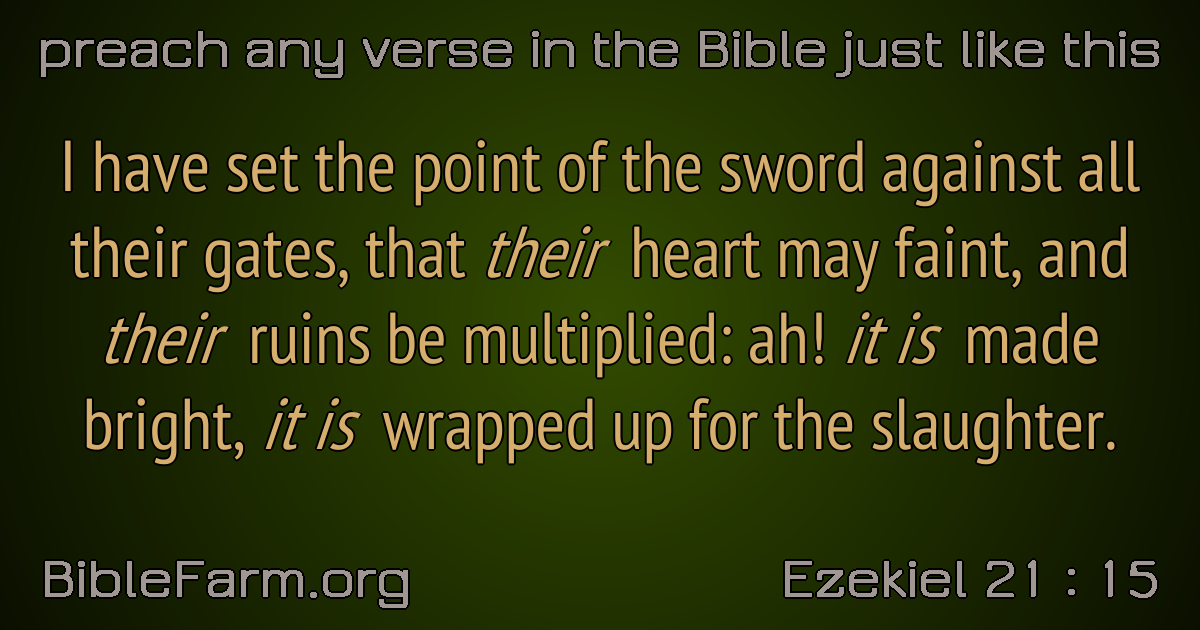 preach any verse in the Bible just like this
I have set the point of the sword against all
their gates, that their heart may faint, and
their ruins be multiplied: ah! it is made
bright, it is wrapped up for the slaughter.
BibleFarm.org
Ezekiel 21 : 15